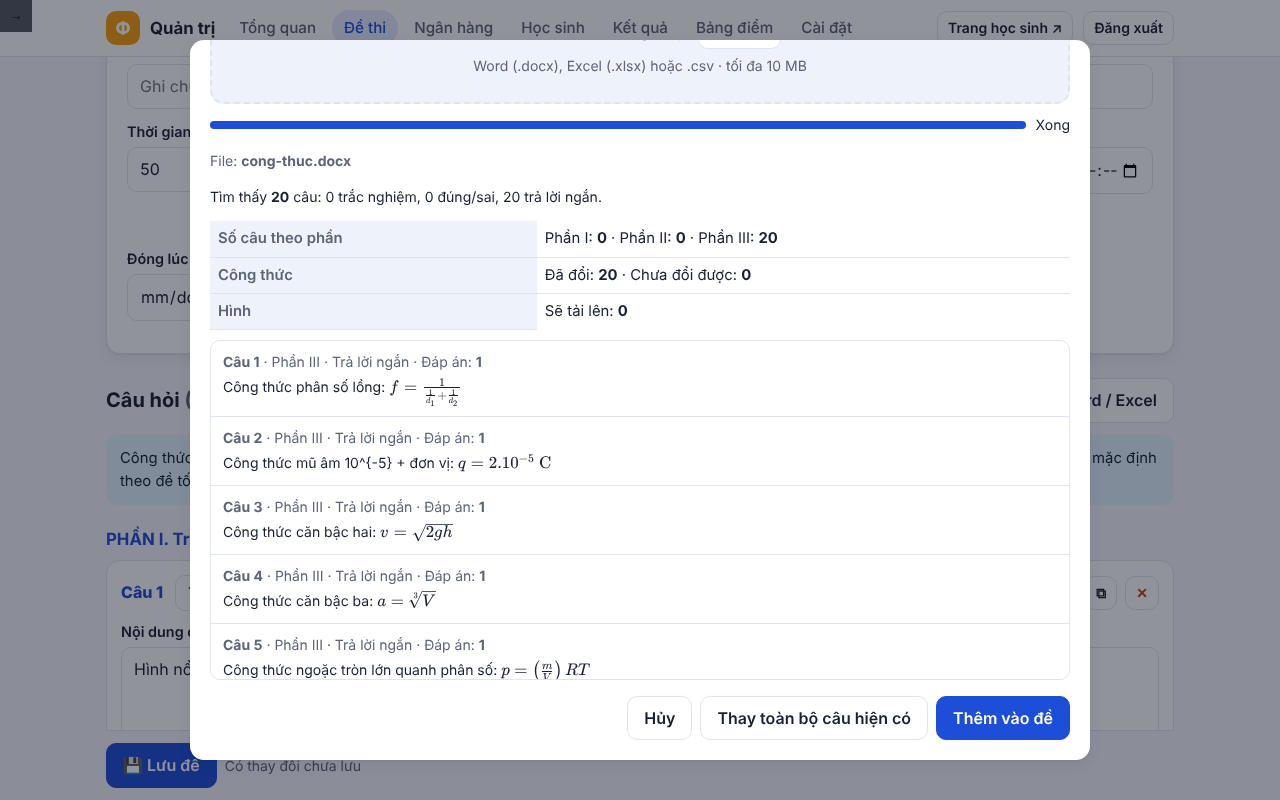 →
Φ Quản trị Tổng quan Đề thi Ngân hàng Học sinh Kết quả Bảng điểm Cài đặt Trang học sinh ↗ Đăng xuất
Word (.docx), Excel (.xlsx) hoặc .csv · tối đa 10 MB
Ghi ch
Xong
Thời gian
File: cong-thuc.docx
50
-:--
Tìm thấy 20 câu: 0 trắc nghiệm, 0 đúng/sai, 20 trả lời ngắn.
Số câu theo phần Phần I: 0 · Phần II: 0 · Phần III: 20
Đóng lúc
Công thức Đã đổi: 20 · Chưa đổi được: 0
mm/dd
Hình Sẽ tải lên: 0
Câu 1 · Phần III · Trả lời ngắn · Đáp án: 1
Công thức phân số lồng: f = \frac{1}{\frac{1}{d_1}+\frac{1}{d_2}}
Câu hỏi (
d / Excel
Câu 2 · Phần III · Trả lời ngắn · Đáp án: 1
Công thức mũ âm 10^{-5} + đơn vị: q = 2.10⁻⁵ C
Công thức
mặc định
theo đề
Câu 3 · Phần III · Trả lời ngắn · Đáp án: 1
Công thức căn bậc hai: v = √2gh
PHẦN I. Tr
Câu 4 · Phần III · Trả lời ngắn · Đáp án: 1
Công thức căn bậc ba: a = ∛V
Câu 1
Nội dung
Câu 5 · Phần III · Trả lời ngắn · Đáp án: 1
Công thức ngoặc tròn lớn quanh phân số: p = (m/V) RT
Hình
Hủy Thay toàn bộ câu hiện có Thêm vào đề
💾 Lưu đề Có thay đổi chưa lưu